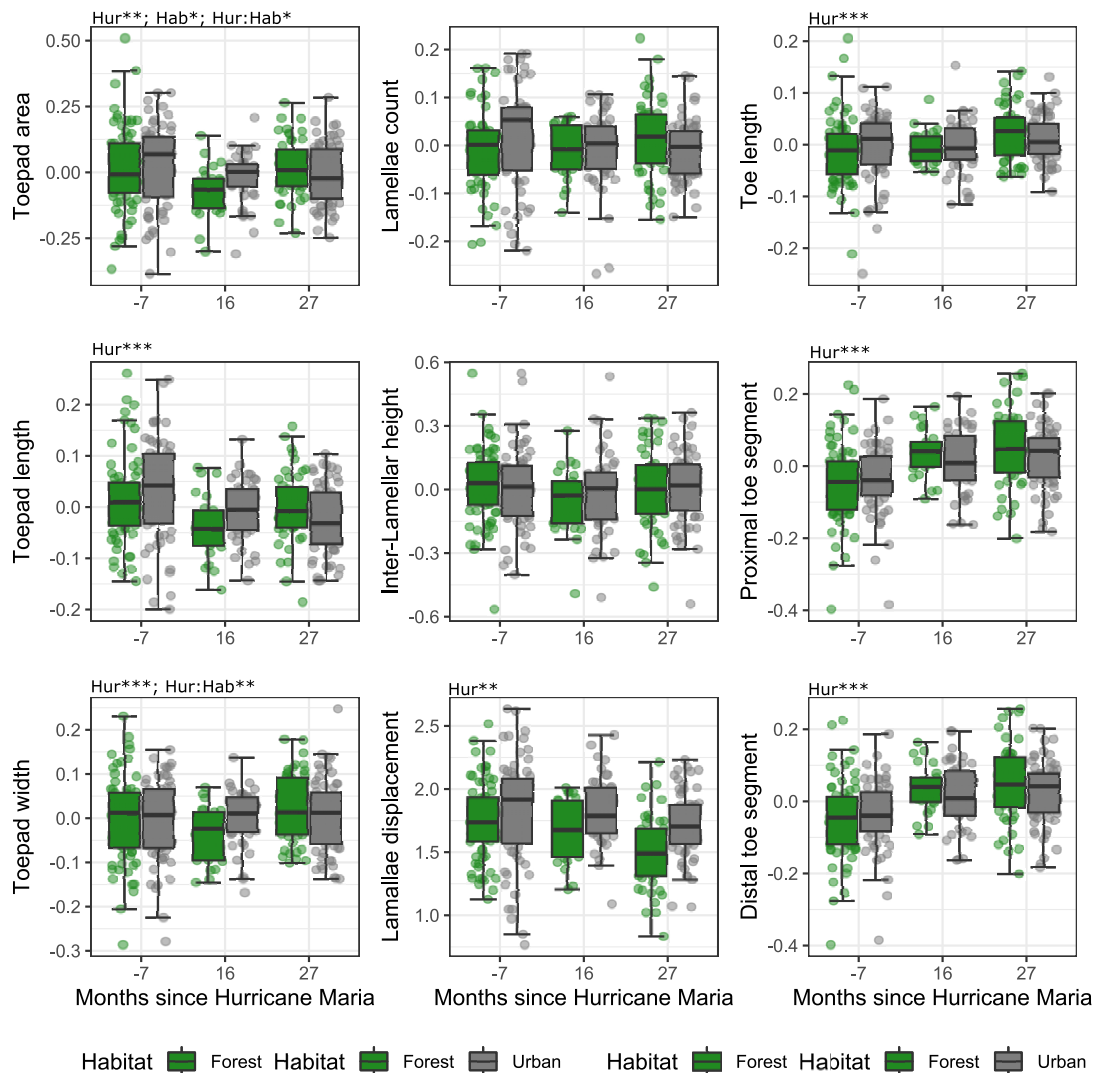 Hur**; Hab*; Hur:Hab*
Toepad area
0.50
0.25
0.00
-0.25
-7 16 27
Lamellae count
0.2
0.1
0.0
-0.1
-0.2
-7 16 27
Hur***
Toe length
0.2
0.1
0.0
-0.1
-0.2
-7 16 27
Hur***
Toepad length
0.2
0.1
0.0
-0.1
-0.2
-7 16 27
Inter-Lamellar height
0.6
0.3
0.0
-0.3
-0.6
-7 16 27
Hur***
Proximal toe segment
0.2
0.0
-0.2
-0.4
-7 16 27
Hur***; Hur:Hab**
Toepad width
0.2
0.1
0.0
-0.1
-0.2
-0.3
-7 16 27
Months since Hurricane Maria
Hur**
Lamallae displacement
2.5
2.0
1.5
1.0
-7 16 27
Months since Hurricane Maria
Hur***
Distal toe segment
0.2
0.0
-0.2
-0.4
-7 16 27
Months since Hurricane Maria
Habitat Forest Habitat Forest Urban Habitat Forest Habitat Forest Urban